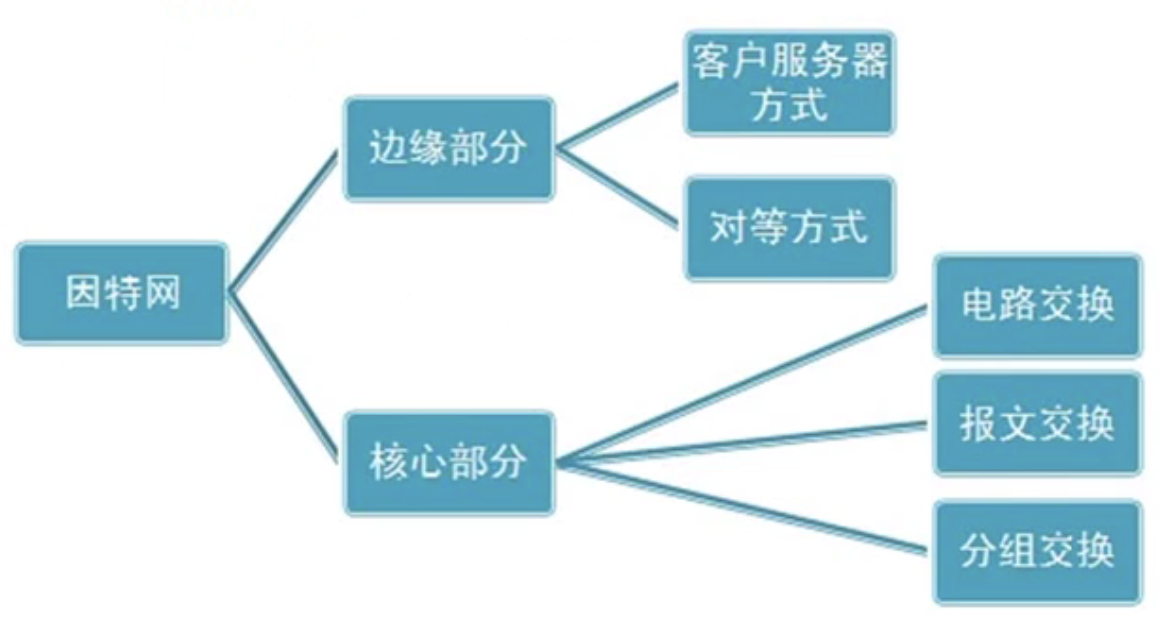 客户服务器
方式
边缘部分
对等方式
因特网
电路交换
报文交换
核心部分
分组交换